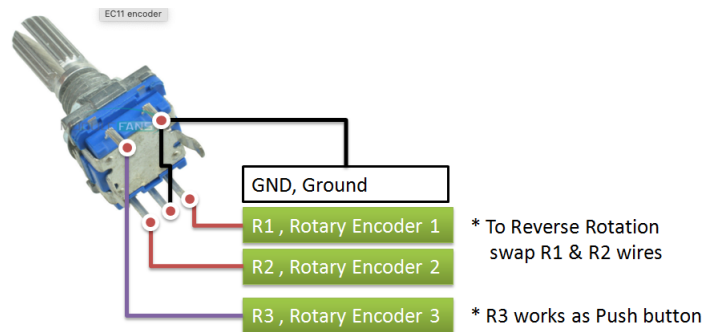 EC11 encoder
FAN
GND, Ground
R1 , Rotary Encoder 1
* To Reverse Rotation
swap R1 & R2 wires
R2 , Rotary Encoder 2
R3 , Rotary Encoder 3
* R3 works as Push button